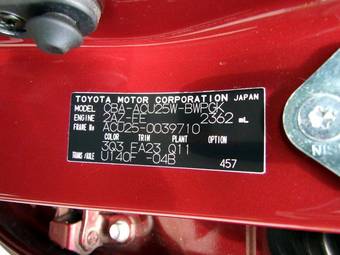 TOYOTA MOTOR CORPORATION JAPAN
MODEL CBA-ACU25W-BWPGK
ENGINE 2AZ-FE 2362 mL
FRAME No ACU25-0039710
COLOR TRIM PLANT OPTION
3Q3 EA23 Q11
TRANS./AXLE U140F -04B
457
NIS